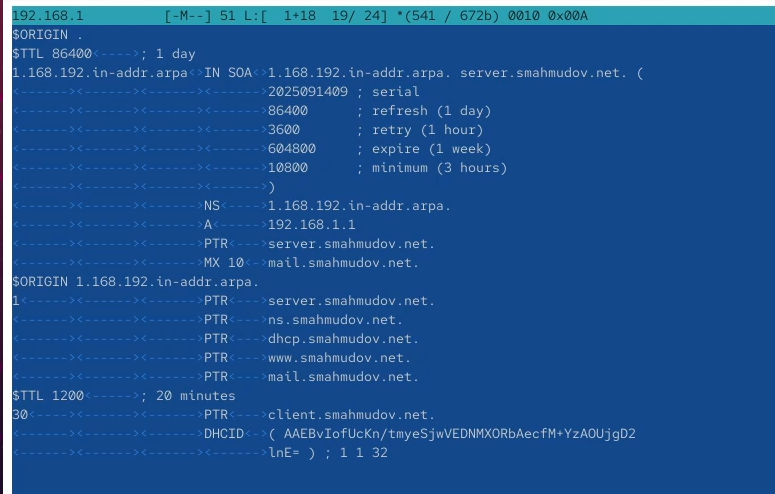 192.168.1 [-M--] 51 L:[ 1+18 19/ 24] *(541 / 672b) 0010 0x00A
$ORIGIN .
$TTL 86400<---->; 1 day
1.168.192.in-addr.arpa<>IN SOA<>1.168.192.in-addr.arpa. server.smahmudov.net. (
<------><------><------><------>2025091409 ; serial
<------><------><------><------>86400 ; refresh (1 day)
<------><------><------><------>3600 ; retry (1 hour)
<------><------><------><------>604800 ; expire (1 week)
<------><------><------><------>10800 ; minimum (3 hours)
<------><------><------><------>)
<------><------><------>NS<---->1.168.192.in-addr.arpa.
<------><------><------>A<----->192.168.1.1
<------><------><------>PTR<--->server.smahmudov.net.
<------><------><------>MX 10<->mail.smahmudov.net.
$ORIGIN 1.168.192.in-addr.arpa.
1<-----><------><------>PTR<--->server.smahmudov.net.
<------><------><------>PTR<--->ns.smahmudov.net.
<------><------><------>PTR<--->dhcp.smahmudov.net.
<------><------><------>PTR<--->www.smahmudov.net.
<------><------><------>PTR<--->mail.smahmudov.net.
$TTL 1200<----->; 20 minutes
30<----><------><------>PTR<--->client.smahmudov.net.
<------><------><------>DHCID<->( AAEBvIofUcKn/tmyeSjwVEDNMXORbAecfM+YzAOUjgD2
<------><------><------><------>lnE= ) ; 1 1 32